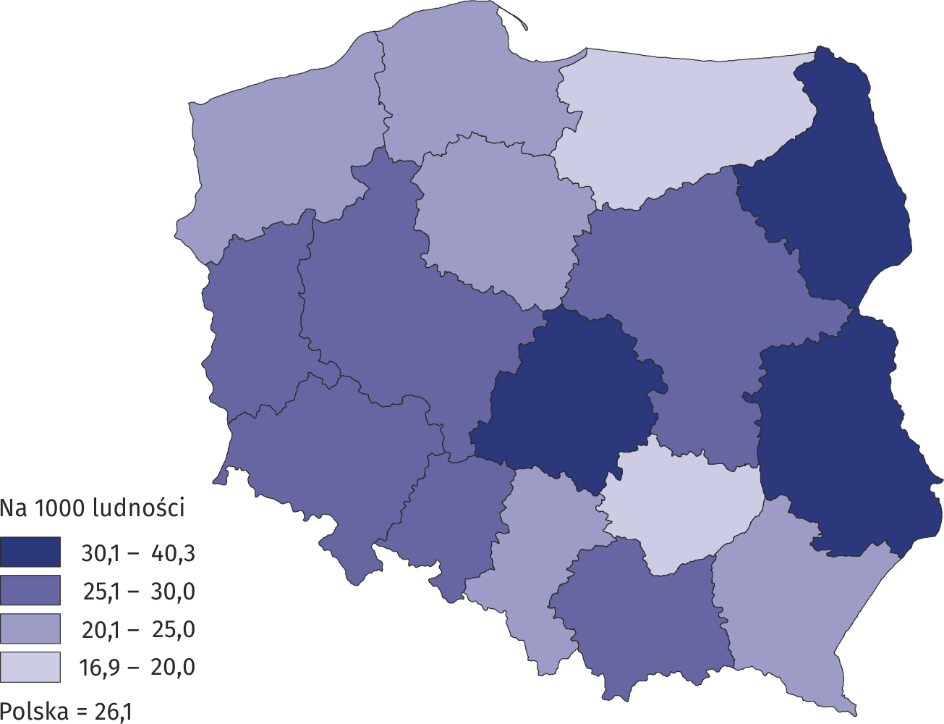 Na 1000 ludności
30,1 – 40,3
25,1 – 30,0
20,1 – 25,0
16,9 – 20,0
Polska = 26,1